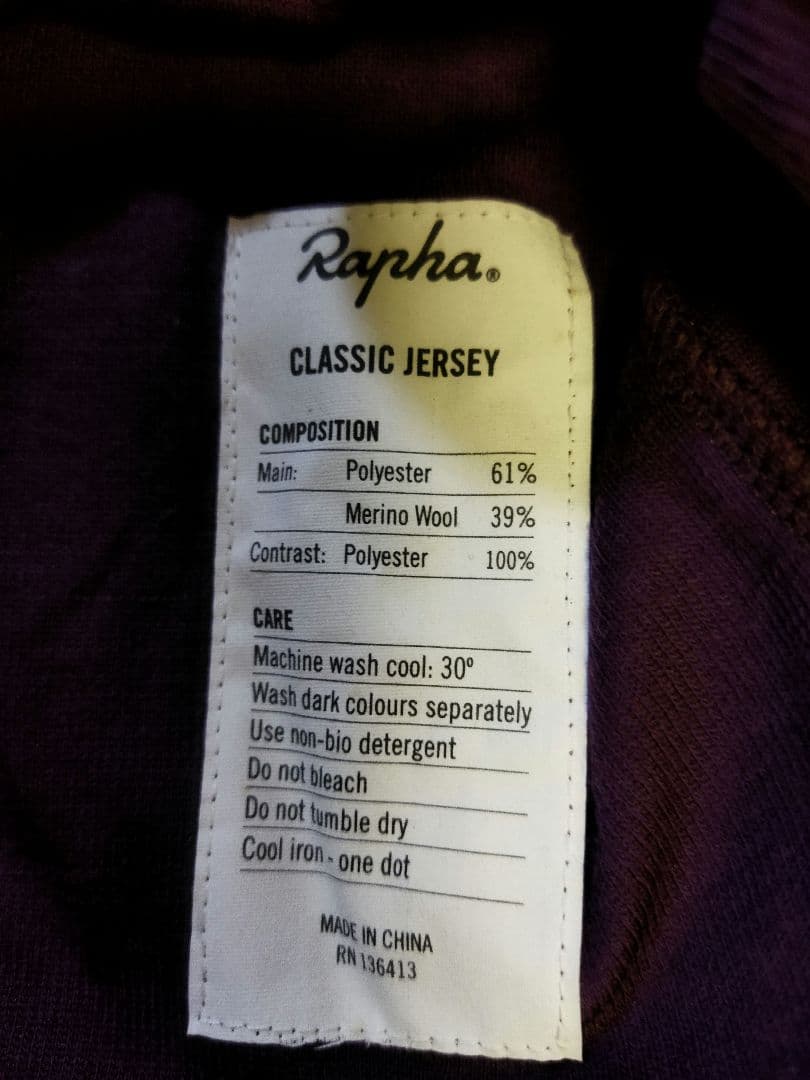 Rapha.®
CLASSIC JERSEY
COMPOSITION
Main: Polyester 61%
Merino Wool 39%
Contrast: Polyester 100%
CARE
Machine wash cool: 30º
Wash dark colours separately
Use non-bio detergent
Do not bleach
Do not tumble dry
Cool iron - one dot
MADE IN CHINA
RN 136413